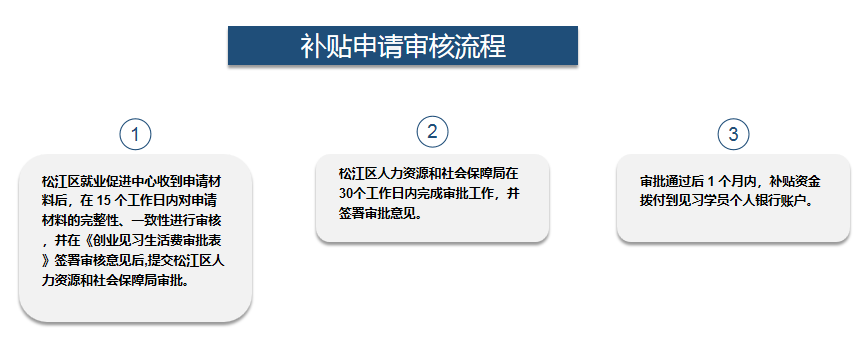 补贴申请审核流程
1
松江区就业促进中心收到申请材
料后，在 15 个工作日内对申请
材料的完整性、一致性进行审核
，并在《创业见习生活费审批表
》签署审核意见后,提交松江区人
力资源和社会保障局审批。
2
松江区人力资源和社会保障局在
30个工作日内完成审批工作，并
签署审批意见。
3
审批通过后 1 个月内，补贴资金
拨付到见习学员个人银行账户。